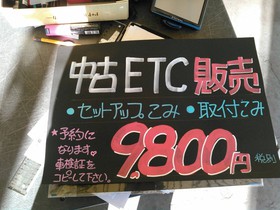 中古ETC販売
・セットアップこみ ・取付こみ
★予約に
なります。
車検証を
コピして下さい。
9,800円
税別